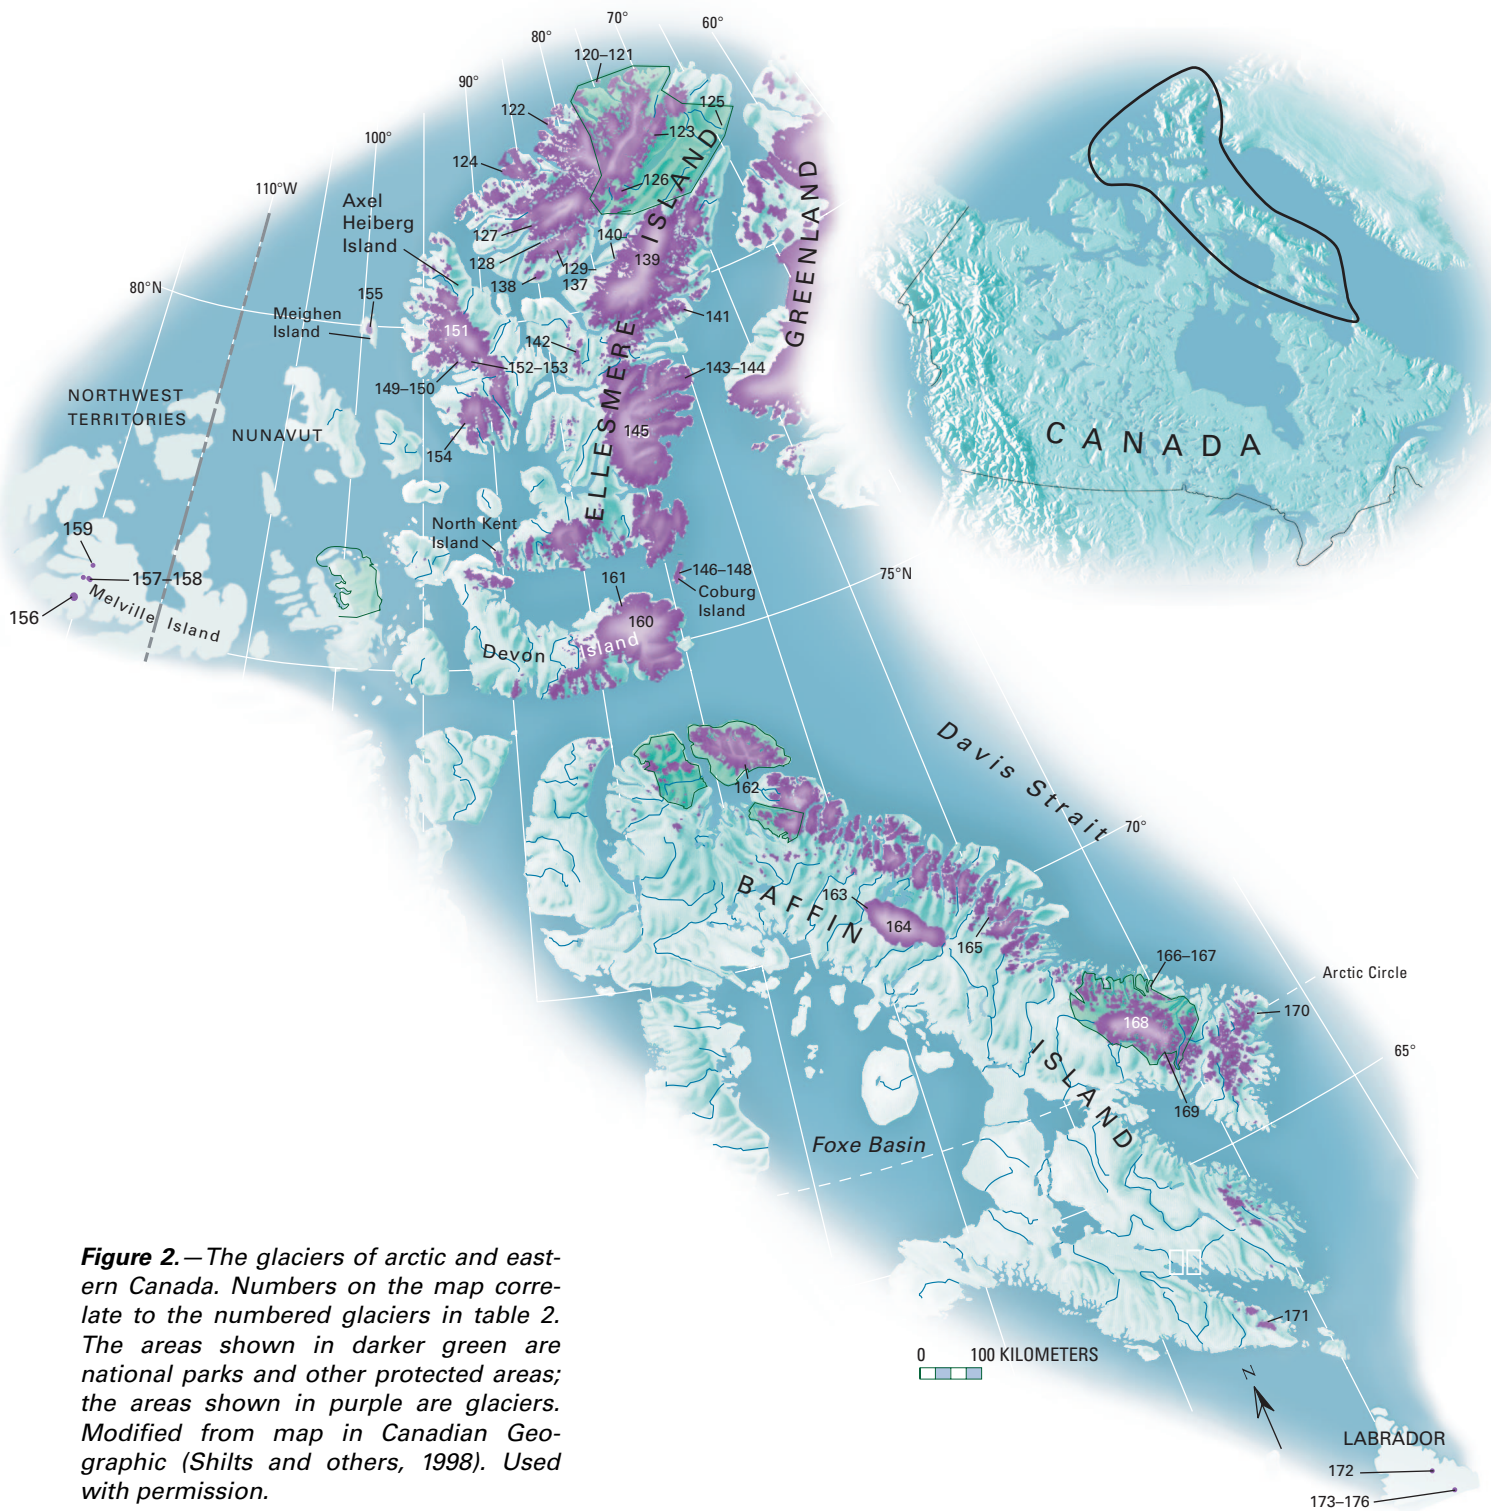 70°
60°
80°
120–121
90°
125
122
100°
123
124
110°W
126
Axel
Heiberg
Island
127
140
128
139
129–
137
138
80°N
155
Meighen
Island
141
151
142
152–153
143–144
149–150
NORTHWEST
TERRITORIES
NUNAVUT
145
154
ELLESMERE ISLAND
GREENLAND
CANADA
North Kent
Island
159
157–158
156
Melville Island
146–148
Coburg
Island
75°N
161
160
Devon Island
Davis Strait
162
70°
BAFFIN ISLAND
163
164
165
166–167
Arctic Circle
168
170
65°
169
Foxe Basin
171
0 100 KILOMETERS
N
LABRADOR
172
173–176
Figure 2.—The glaciers of arctic and east-
ern Canada. Numbers on the map corre-
late to the numbered glaciers in table 2.
The areas shown in darker green are
national parks and other protected areas;
the areas shown in purple are glaciers.
Modified from map in Canadian Geo-
graphic (Shilts and others, 1998). Used
with permission.